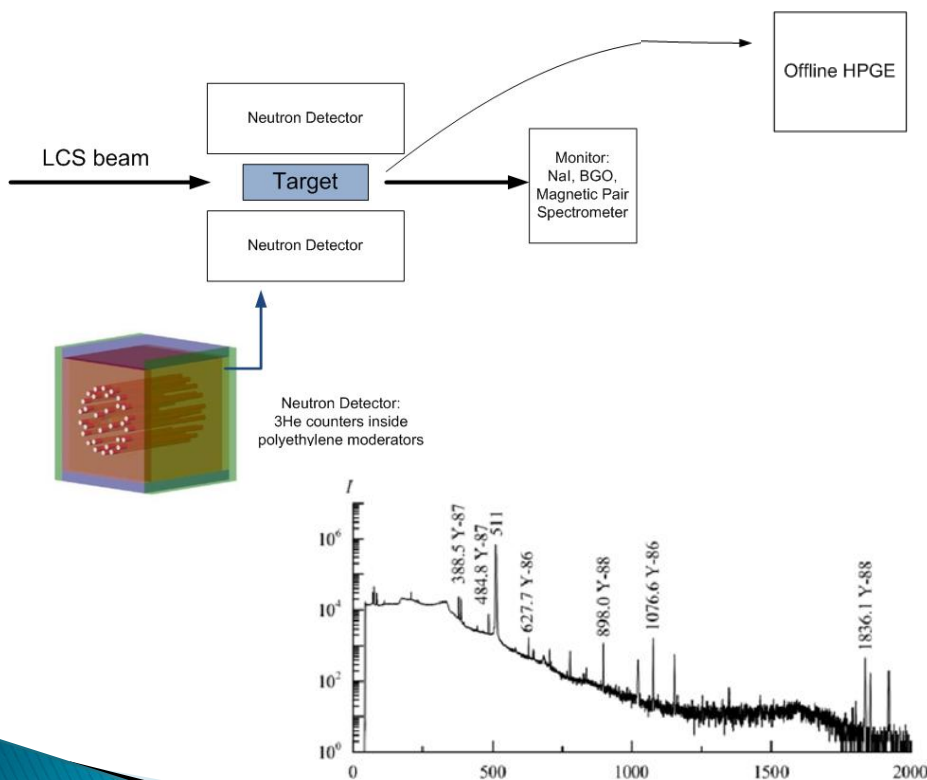 Offline HPGE
Neutron Detector
LCS beam
Target
Monitor:
NaI, BGO,
Magnetic Pair
Spectrometer
Neutron Detector
Neutron Detector:
3He counters inside
polyethylene moderators
I
10^6
10^4
10^2
10^0
388.5 Y-87
484.8 Y-87
511
627.7 Y-86
898.0 Y-88
1076.6 Y-86
1836.1 Y-88
0 500 1000 1500 2000